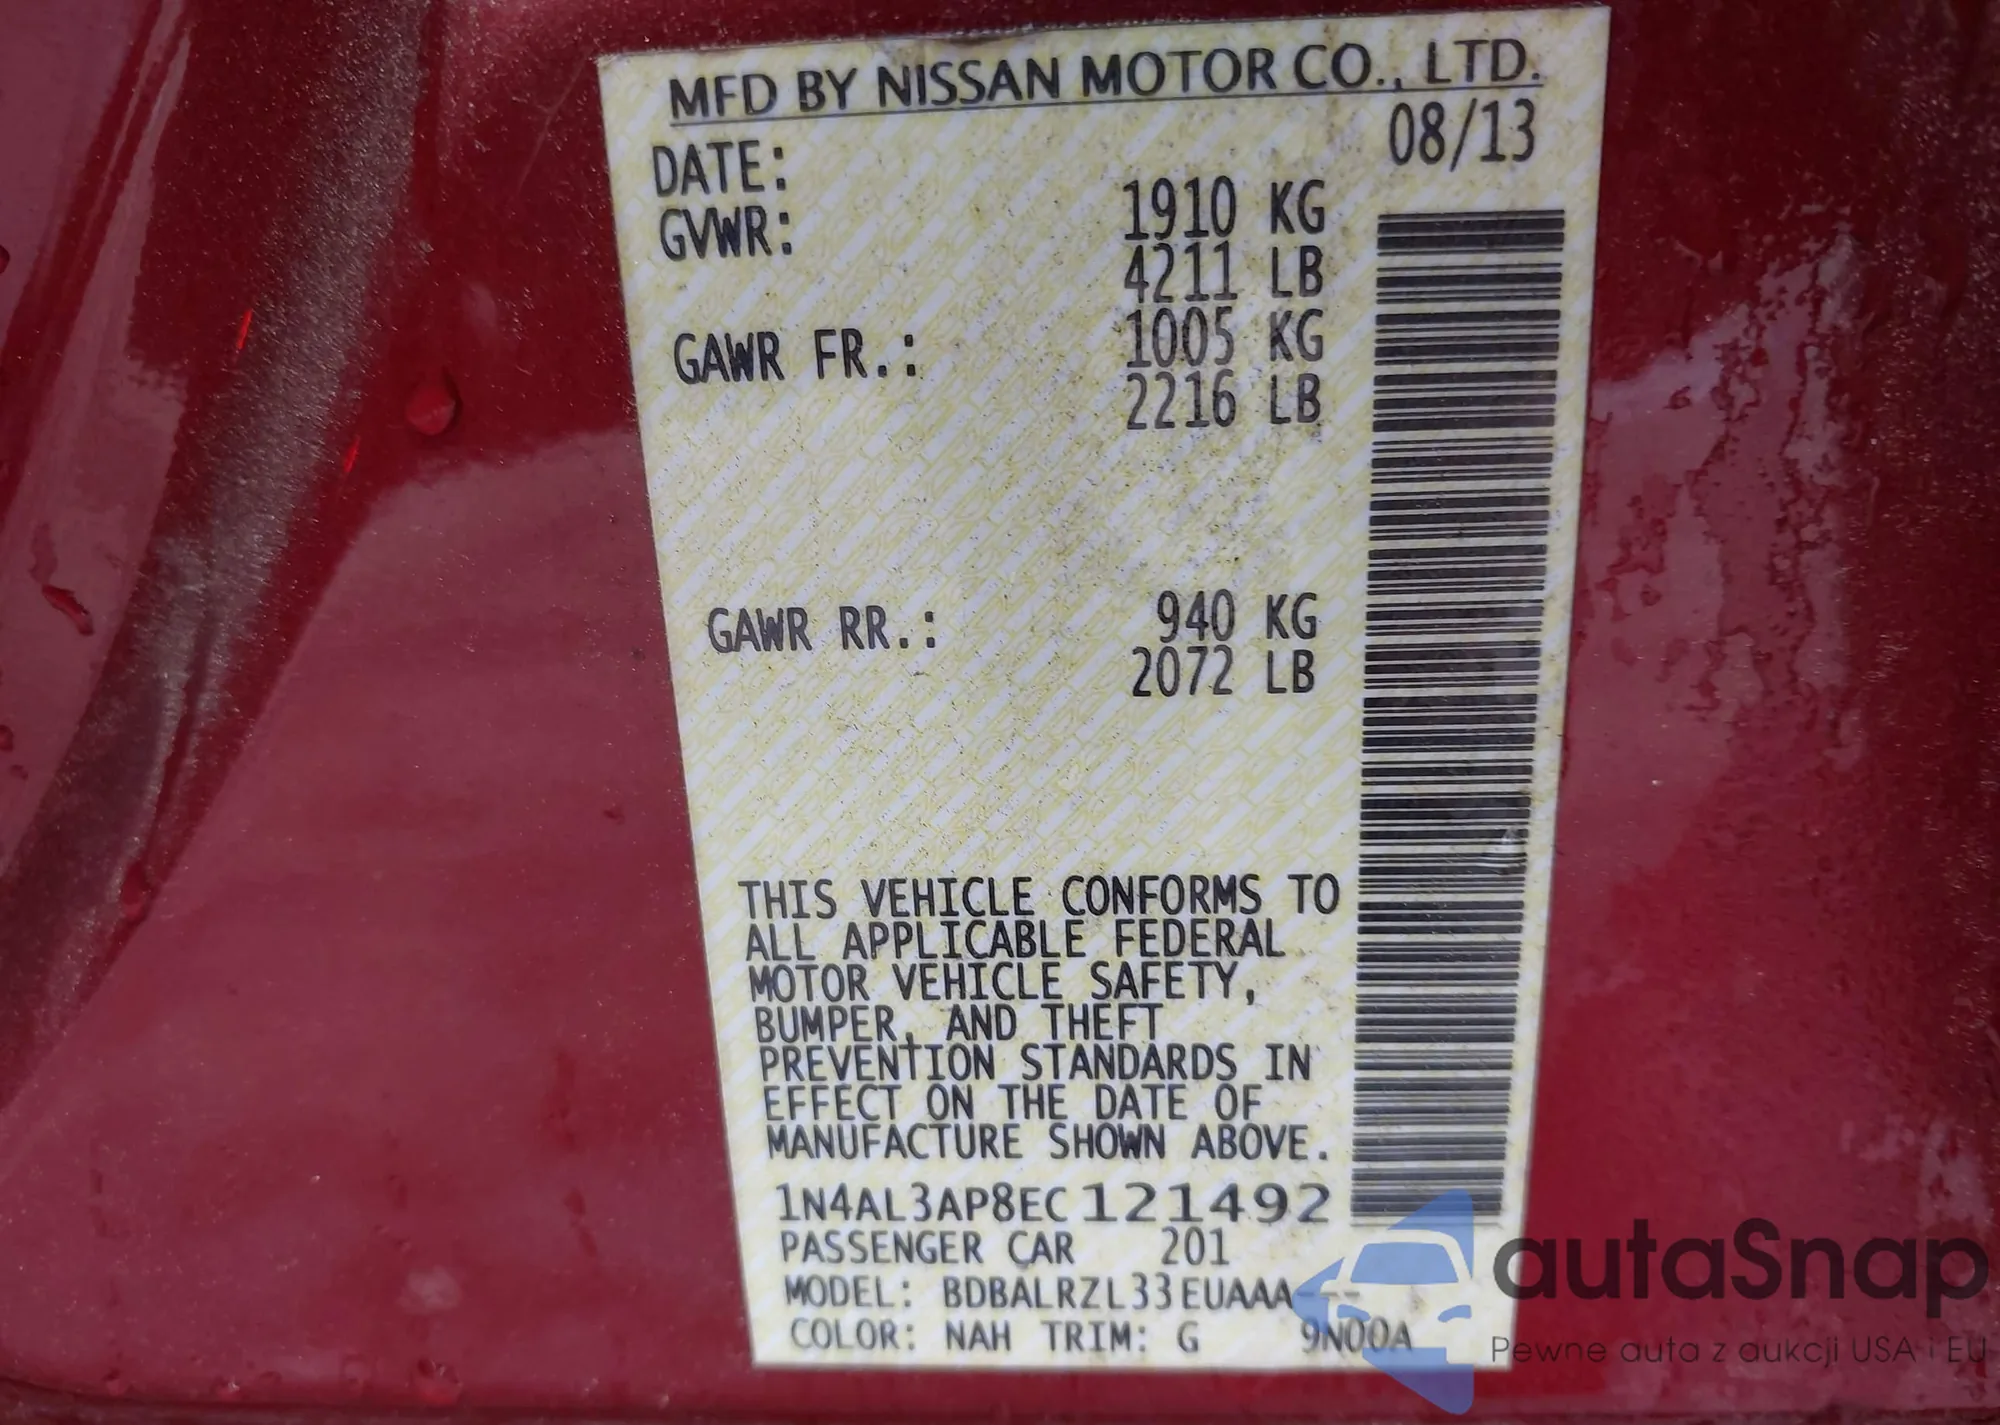 MFD BY NISSAN MOTOR CO., LTD.
DATE: 08/13
GVWR: 1910 KG
4211 LB
GAWR FR.: 1005 KG
2216 LB
GAWR RR.: 940 KG
2072 LB
THIS VEHICLE CONFORMS TO
ALL APPLICABLE FEDERAL
MOTOR VEHICLE SAFETY,
BUMPER, AND THEFT
PREVENTION STANDARDS IN
EFFECT ON THE DATE OF
MANUFACTURE SHOWN ABOVE.
1N4AL3AP8EC121492
PASSENGER CAR 201
MODEL: BDBALRZL33EUAAA---
COLOR: NAH TRIM: G 9N00A
autaSnap
Pewne auta z aukcji USA i EU